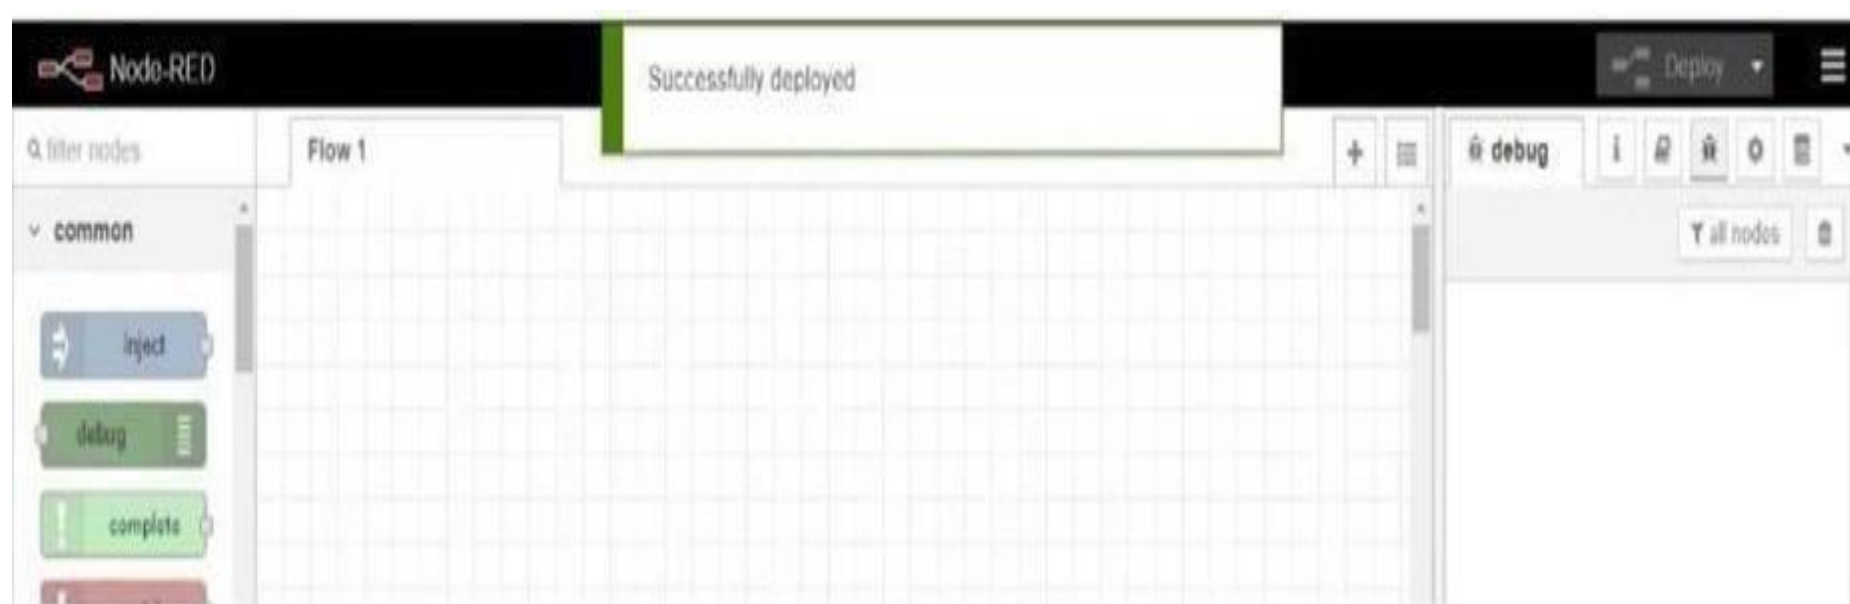 Node-RED
Successfully deployed
Deploy
filter nodes
Flow 1
debug
i
all nodes
common
inject
debug
complete